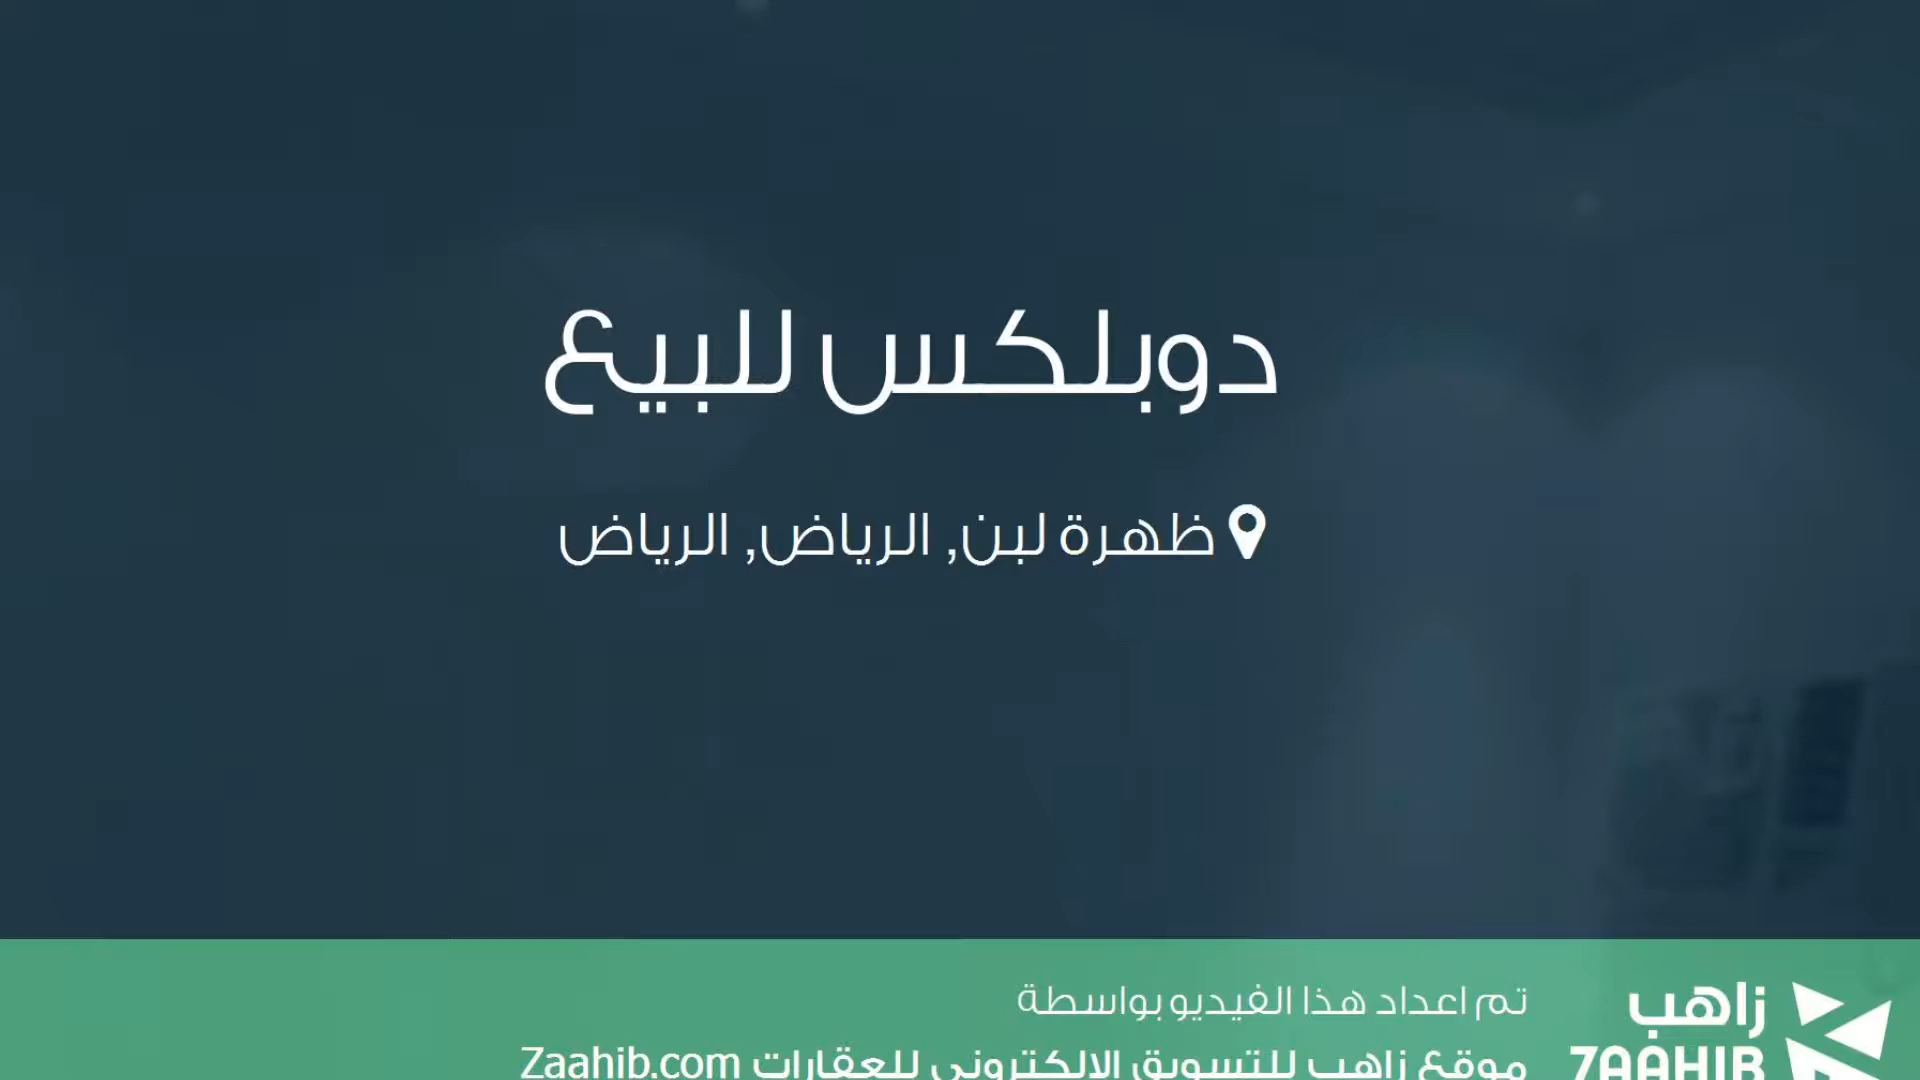 دوبلكس للبيع
ظهرة لبن, الرياض, الرياض
تم اعداد هذا الفيديو بواسطة
زاهب
موقع زاهب للتسويق الالكتروني للعقارات Zaahib.com
ZAAHIB